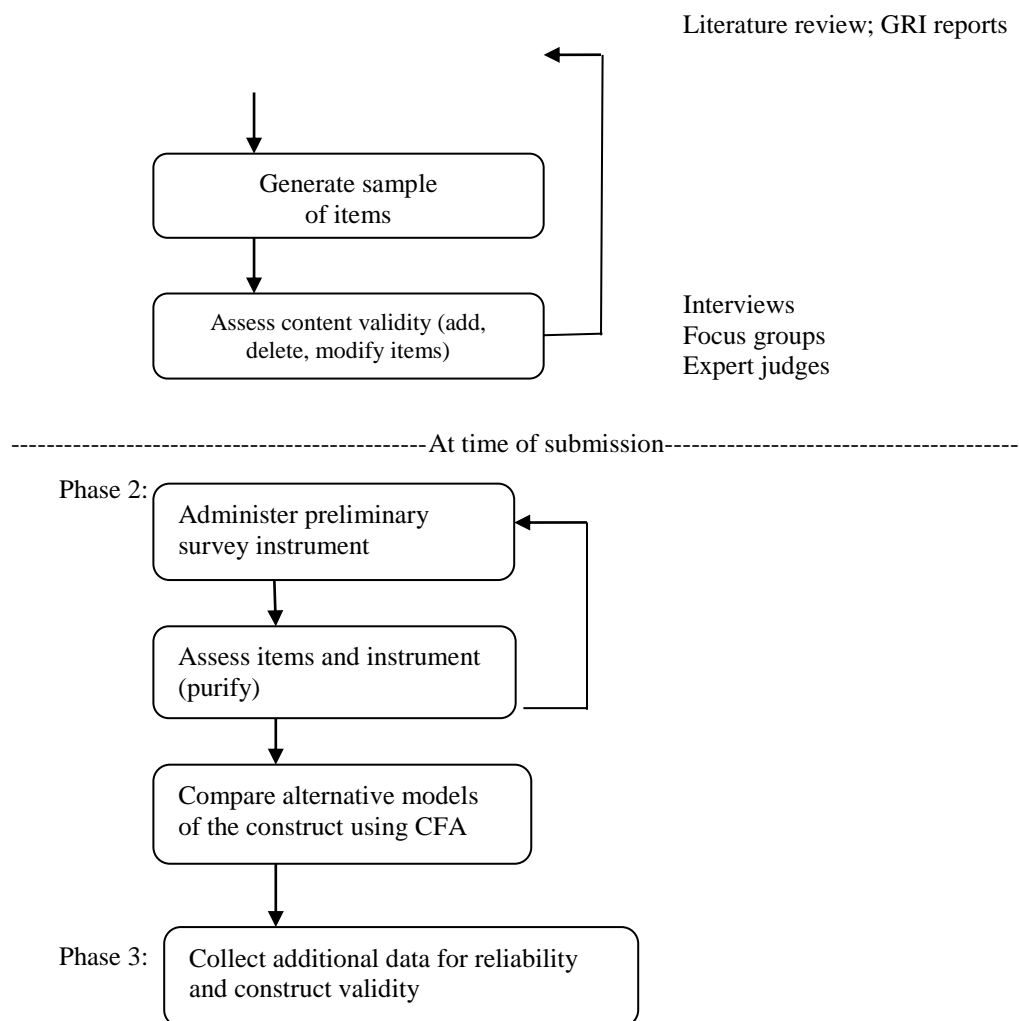 Literature review; GRI reports
Generate sample
of items
Assess content validity (add,
delete, modify items)
Interviews
Focus groups
Expert judges
-----------------------------------------------At time of submission----------------------------------------
Phase 2:
Administer preliminary
survey instrument
Assess items and instrument
(purify)
Compare alternative models
of the construct using CFA
Phase 3:
Collect additional data for reliability
and construct validity